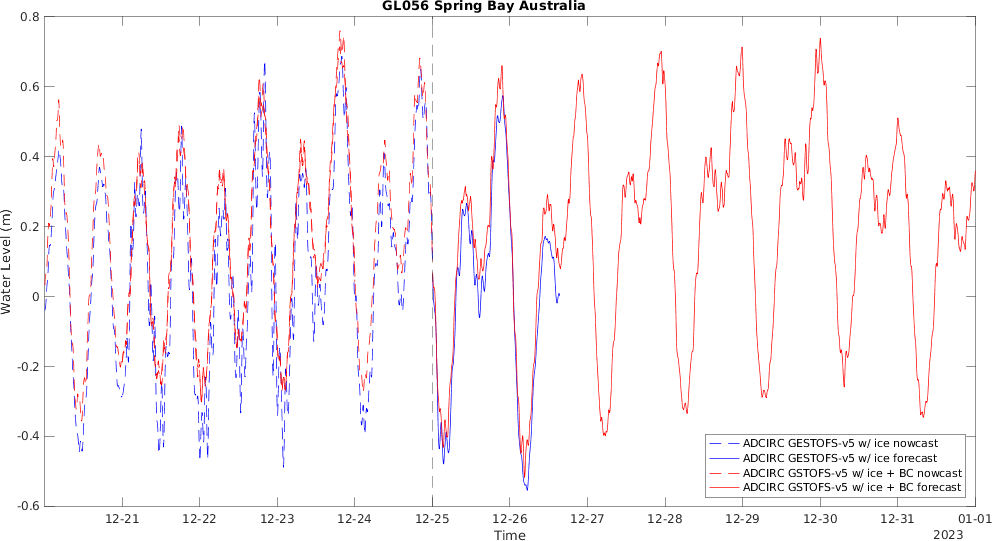 GL056 Spring Bay Australia
0.8
0.6
0.4
0.2
0
-0.2
-0.4
-0.6
Water Level (m)
ADCIRC GESTOFS-v5 w/ ice nowcast
ADCIRC GESTOFS-v5 w/ ice forecast
ADCIRC GSTOFS-v5 w/ ice + BC nowcast
ADCIRC GSTOFS-v5 w/ ice + BC forecast
12-21 12-22 12-23 12-24 12-25 12-26 12-27 12-28 12-29 12-30 12-31 01-01
Time
2023